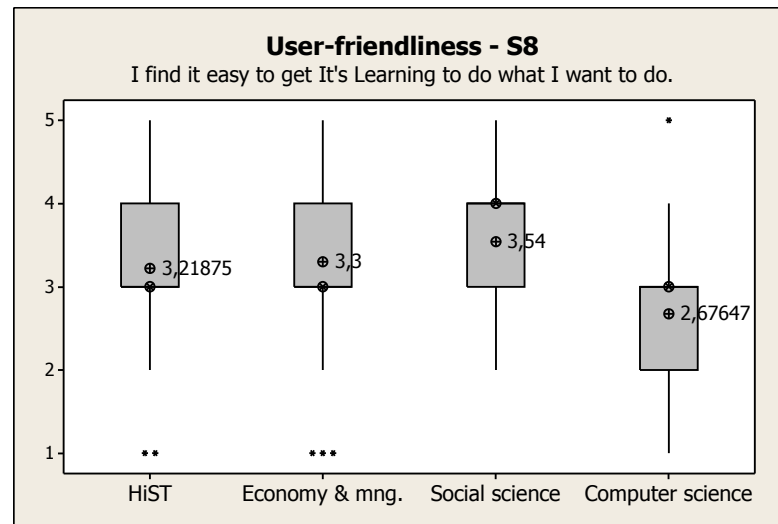 User-friendliness - S8
I find it easy to get It's Learning to do what I want to do.
5
4
3
2
1
3,21875
3,3
3,54
2,67647
HiST
Economy & mng.
Social science
Computer science